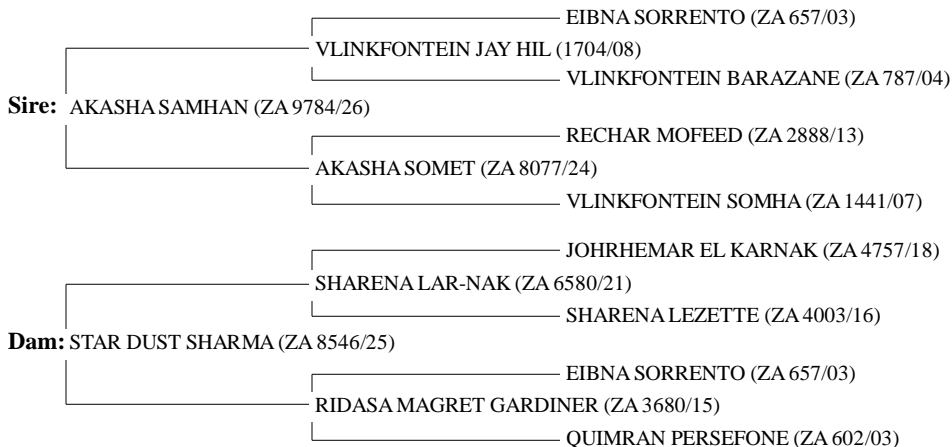 EIBNA SORRENTO (ZA 657/03)
VLINKFONTEIN JAY HIL (1704/08)
VLINKFONTEIN BARAZANE (ZA 787/04)
Sire: AKASHA SAMHAN (ZA 9784/26)
RECHAR MOFEED (ZA 2888/13)
AKASHA SOMET (ZA 8077/24)
VLINKFONTEIN SOMHA (ZA 1441/07)
JOHRHEMAR EL KARNAK (ZA 4757/18)
SHARENA LAR-NAK (ZA 6580/21)
SHARENA LEZETTE (ZA 4003/16)
Dam: STAR DUST SHARMA (ZA 8546/25)
EIBNA SORRENTO (ZA 657/03)
RIDASA MAGRET GARDINER (ZA 3680/15)
QUIMRAN PERSEFONE (ZA 602/03)